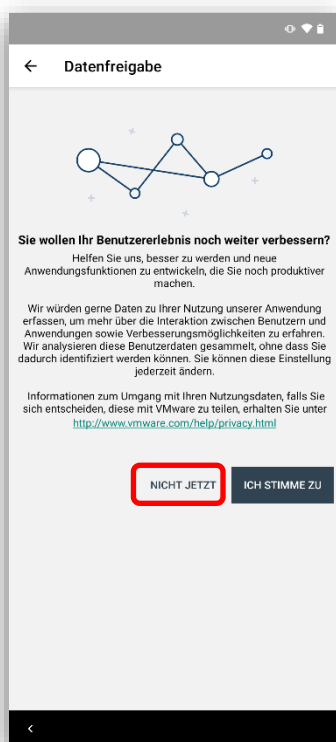 Datenfreigabe
Sie wollen Ihr Benutzererlebnis noch weiter verbessern?
Helfen Sie uns, besser zu werden und neue
Anwendungsfunktionen zu entwickeln, die Sie noch produktiver
machen.
Wir würden gerne Daten zu Ihrer Nutzung unserer Anwendung
erfassen, um mehr über die Interaktion zwischen Benutzern und
Anwendungen sowie Verbesserungsmöglichkeiten zu erfahren.
Wir analysieren diese Benutzerdaten gesammelt, ohne dass Sie
dadurch identifiziert werden können. Sie können diese Einstellung
jederzeit ändern.
Informationen zum Umgang mit Ihren Nutzungsdaten, falls Sie
sich entscheiden, diese mit VMware zu teilen, erhalten Sie unter
http://www.vmware.com/help/privacy.html
NICHT JETZT ICH STIMME ZU